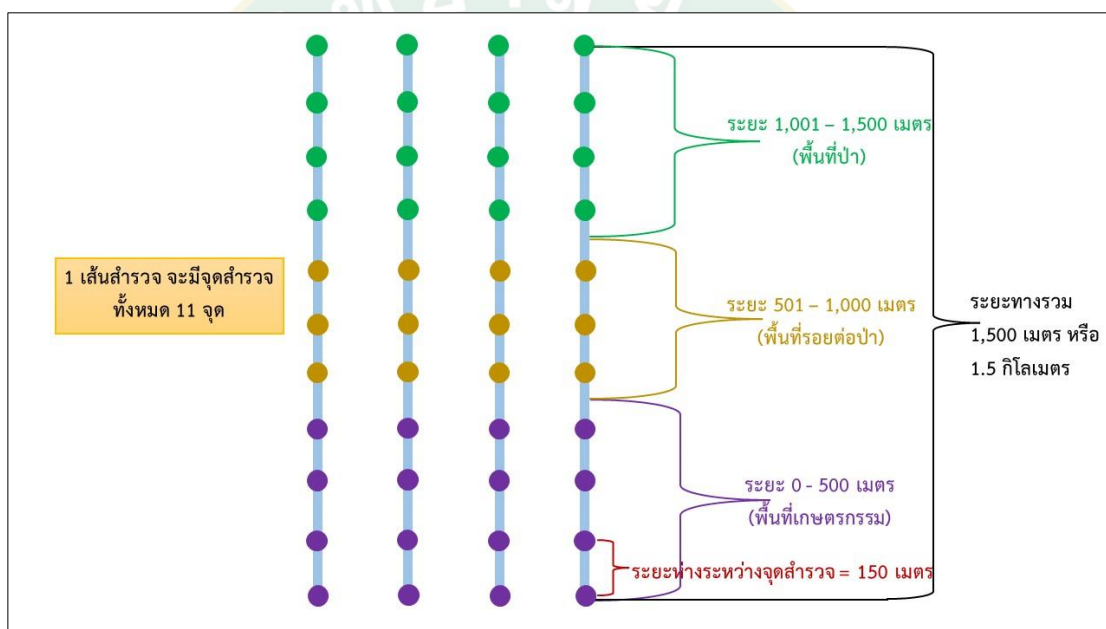 ระยะ 1,001 – 1,500 เมตร
(พื้นที่ป่า)
1 เส้นสำรวจ จะมีจุดสำรวจ
ทั้งหมด 11 จุด
ระยะ 501 – 1,000 เมตร
(พื้นที่รอยต่อป่า)
ระยะทางรวม
1,500 เมตร หรือ
1.5 กิโลเมตร
ระยะ 0 - 500 เมตร
(พื้นที่เกษตรกรรม)
ระยะห่างระหว่างจุดสำรวจ = 150 เมตร